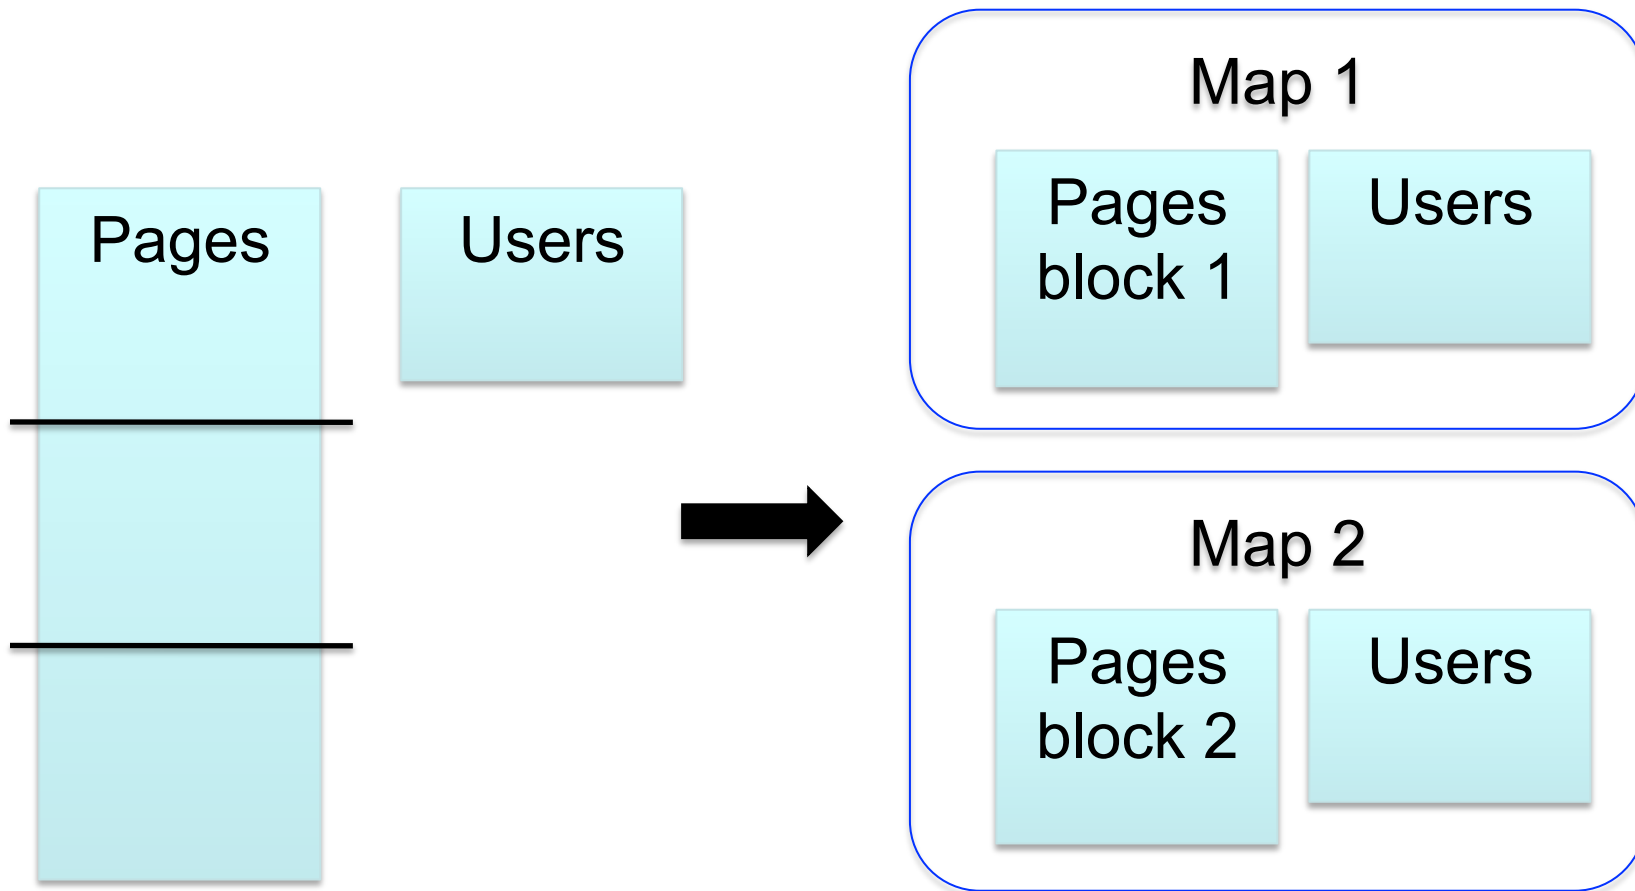 Pages
Users
Map 1
Pages
block 1
Users
Map 2
Pages
block 2
Users